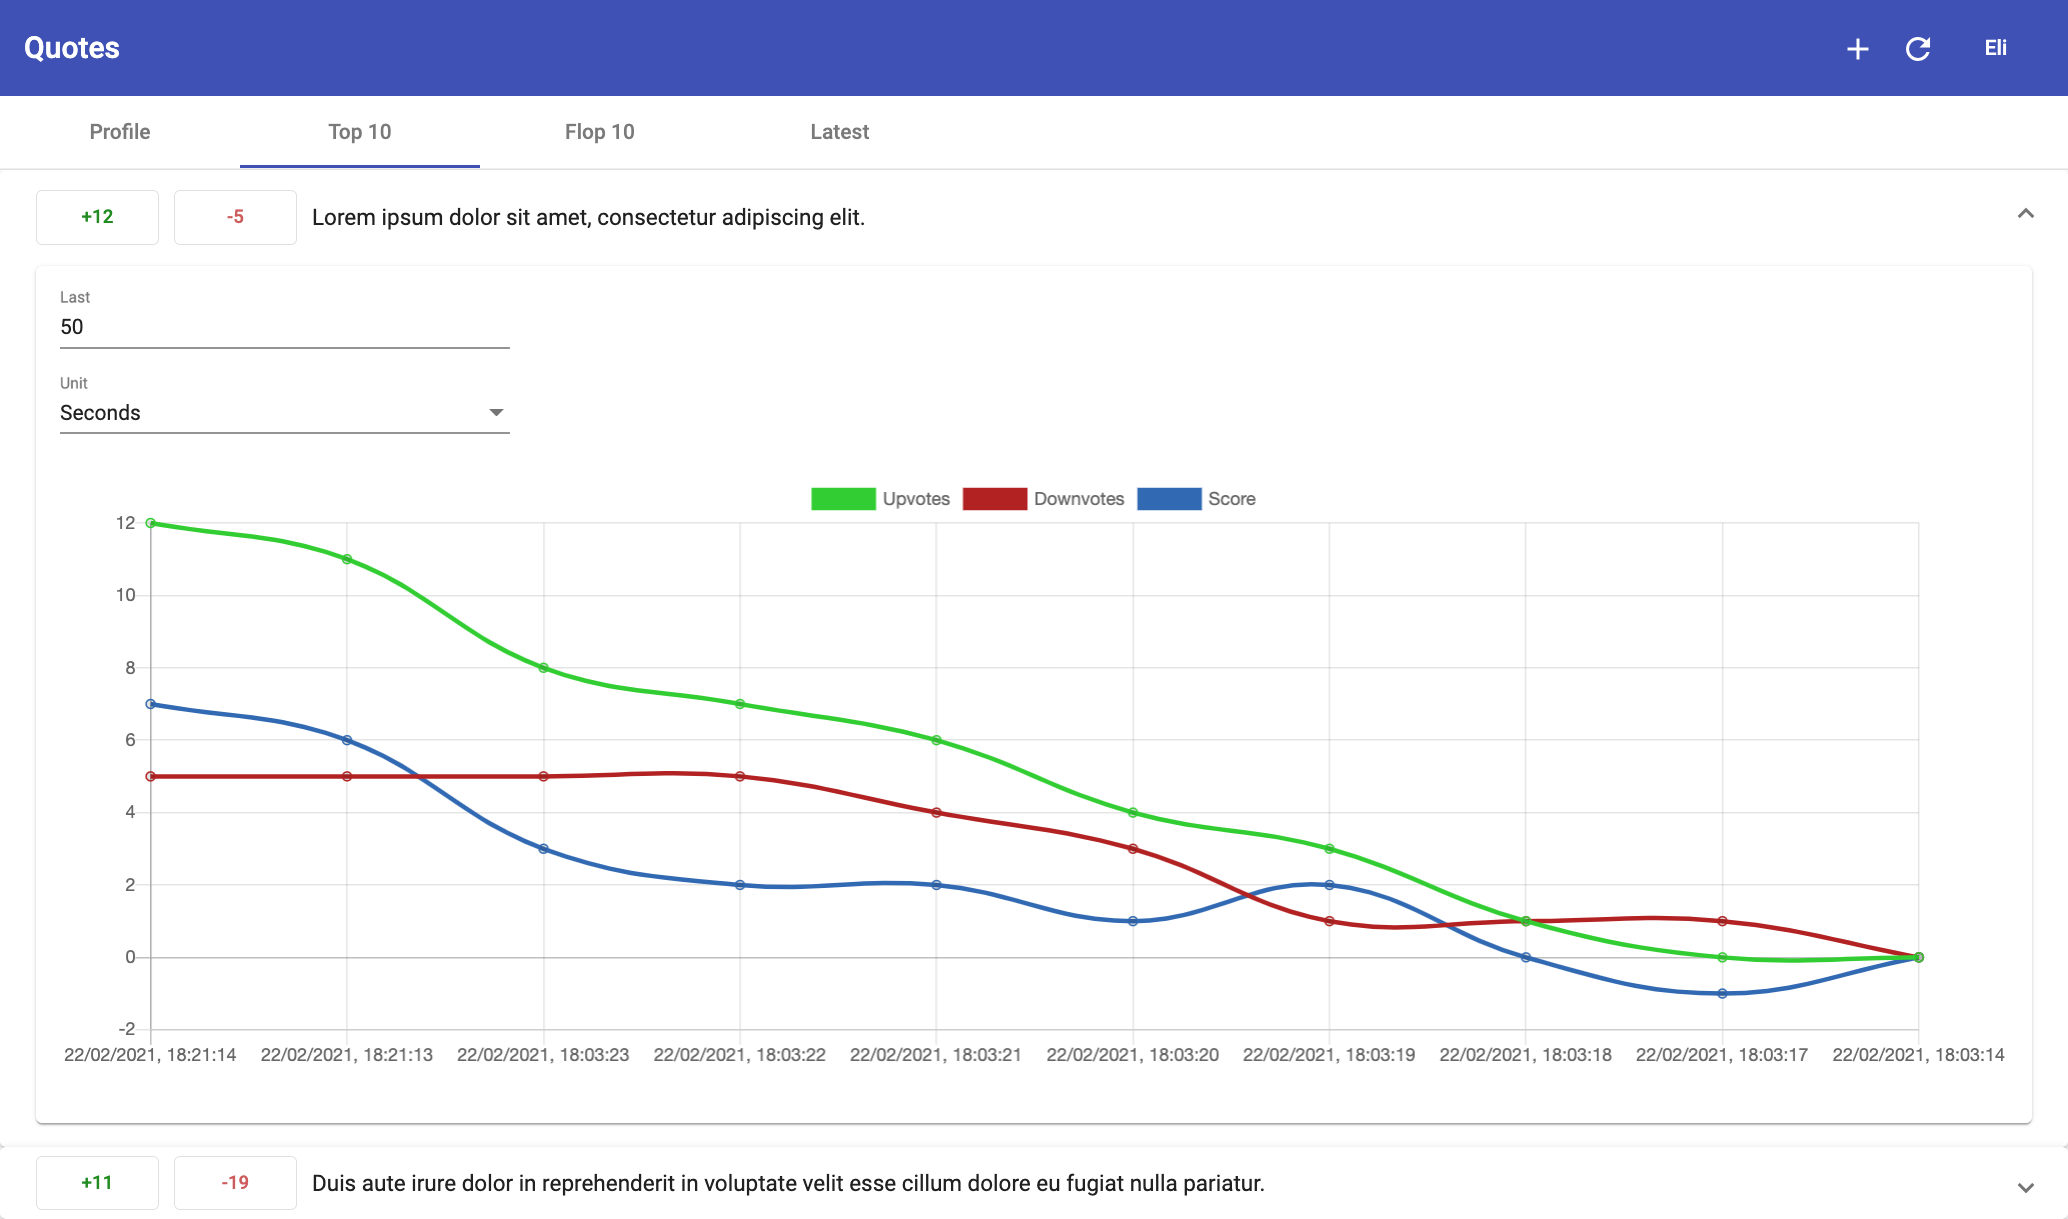 Quotes
Eli
Profile Top 10 Flop 10 Latest
+12 -5 Lorem ipsum dolor sit amet, consectetur adipiscing elit.
Last
50
Unit
Seconds
Upvotes Downvotes Score
12
10
8
6
4
2
0
-2
22/02/2021, 18:21:14 22/02/2021, 18:21:13 22/02/2021, 18:03:23 22/02/2021, 18:03:22 22/02/2021, 18:03:21 22/02/2021, 18:03:20 22/02/2021, 18:03:19 22/02/2021, 18:03:18 22/02/2021, 18:03:17 22/02/2021, 18:03:14
+11 -19 Duis aute irure dolor in reprehenderit in voluptate velit esse cillum dolore eu fugiat nulla pariatur.